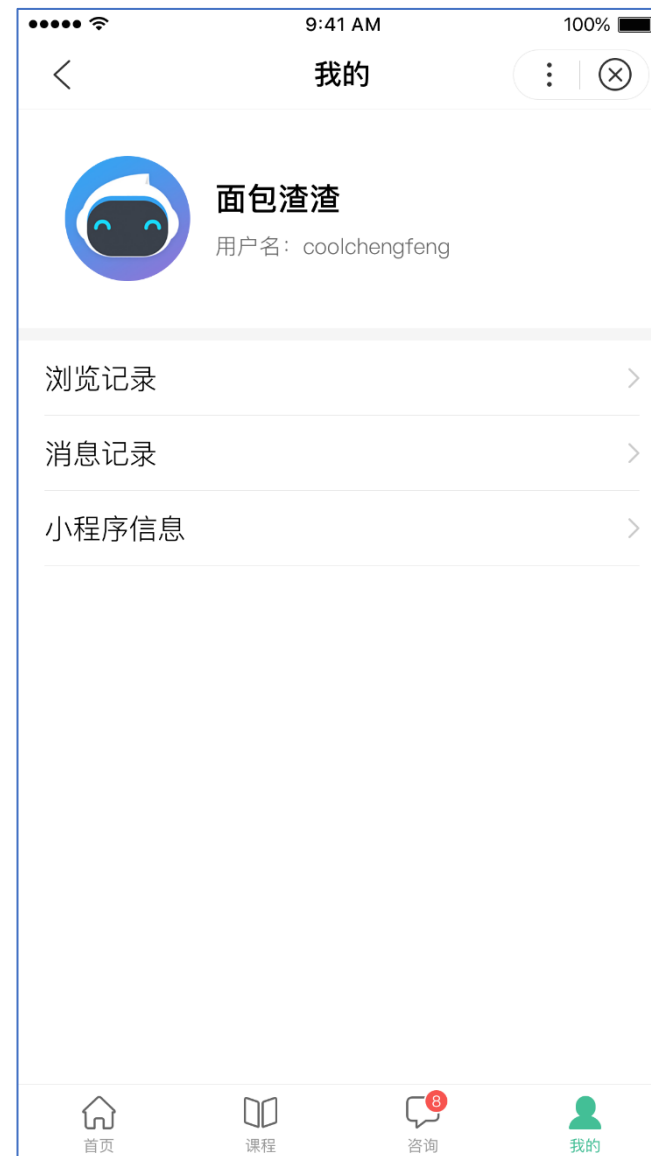 9:41 AM
100%
我的
面包渣渣
用户名：coolchengfeng
浏览记录
消息记录
小程序信息
8
首页
课程
咨询
我的